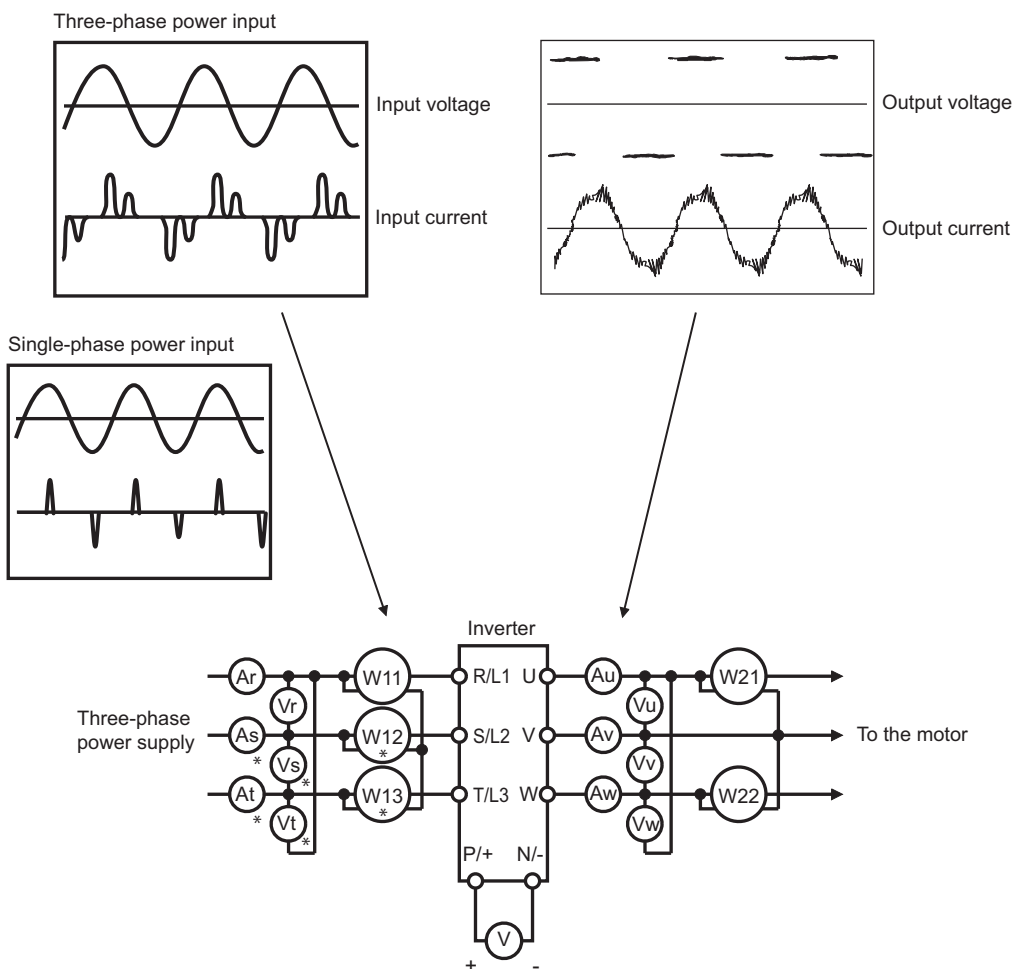 Three-phase power input
Input voltage
Input current
Output voltage
Output current
Single-phase power input
Inverter
Ar
W11
R/L1
U
Au
W21
Vr
Vu
Three-phase
power supply
As
*
W12
*
S/L2
V
Av
To the motor
Vs
*
Vv
At
*
W13
*
T/L3
W
Aw
W22
Vt
*
Vw
P/+
N/-
V
+
-